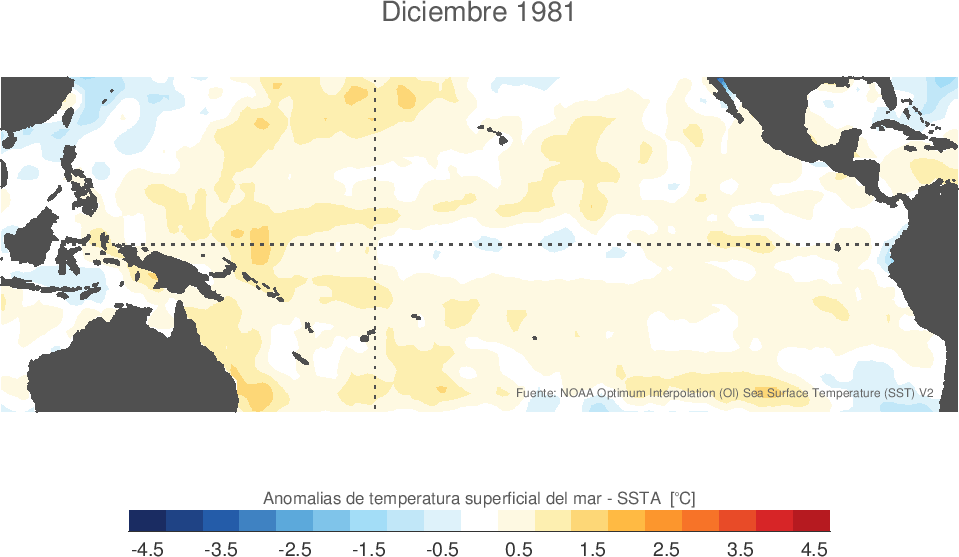 Diciembre 1981
Fuente: NOAA Optimum Interpolation (OI) Sea Surface Temperature (SST) V2
Anomalias de temperatura superficial del mar - SSTA [°C]
-4.5 -3.5 -2.5 -1.5 -0.5 0.5 1.5 2.5 3.5 4.5